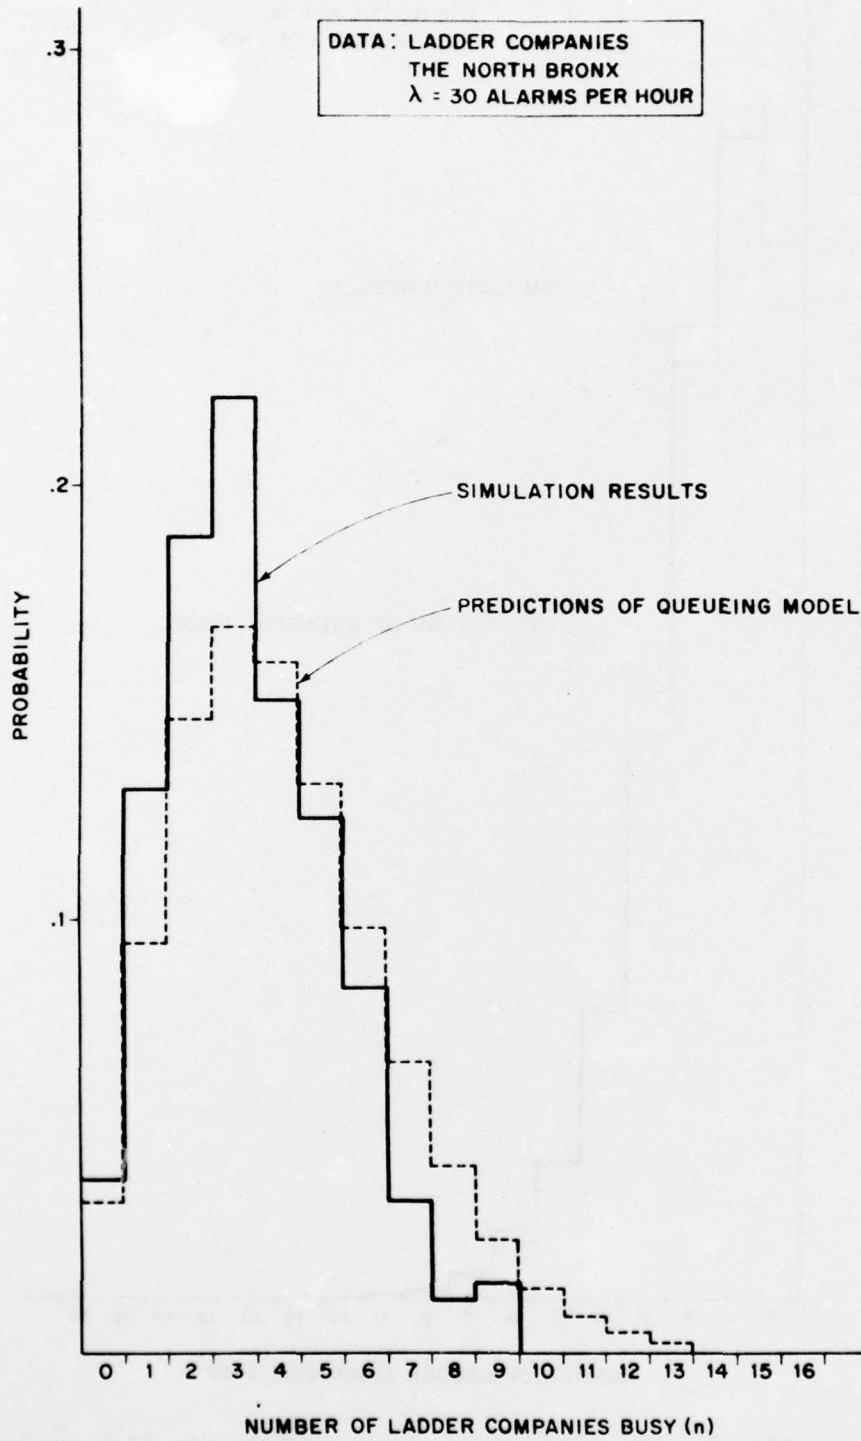 DATA: LADDER COMPANIES
THE NORTH BRONX
λ = 30 ALARMS PER HOUR
.3
.2
.1
PROBABILITY
SIMULATION RESULTS
PREDICTIONS OF QUEUEING MODEL
0 1 2 3 4 5 6 7 8 9 10 11 12 13 14 15 16
NUMBER OF LADDER COMPANIES BUSY (n)